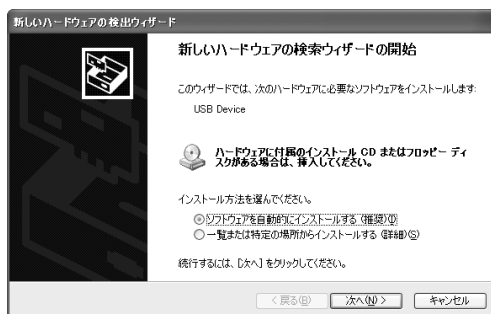 新しいハードウェアの検出ウィザード
新しいハードウェアの検索ウィザードの開始
このウィザードでは、次のハードウェアに必要なソフトウェアをインストールします:
USB Device
ハードウェアに付属のインストール CD またはフロッピー ディ
スクがある場合は、挿入してください。
インストール方法を選んでください。
ソフトウェアを自動的にインストールする (推奨)(I)
一覧または特定の場所からインストールする (詳細)(S)
続行するには、[次へ] をクリックしてください。
< 戻る(B) 次へ(N) > キャンセル